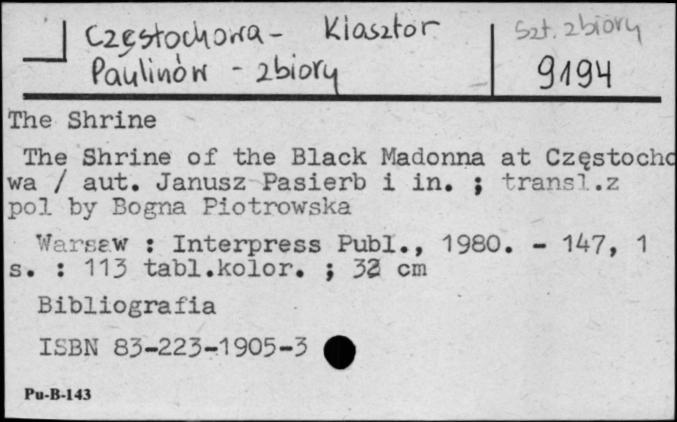 Częstochowa - Klasztor
Paulinów - zbiory
Szt. zbiory
9194
The Shrine
The Shrine of the Black Madonna at Częstocho
wa / aut. Janusz Pasierb i in. ; transl.z
pol by Bogna Piotrowska
Warsaw : Interpress Publ., 1980. - 147, 1
s. : 113 tabl.kolor. ; 32 cm
Bibliografia
ISBN 83-223-1905-3
Pu-B-143